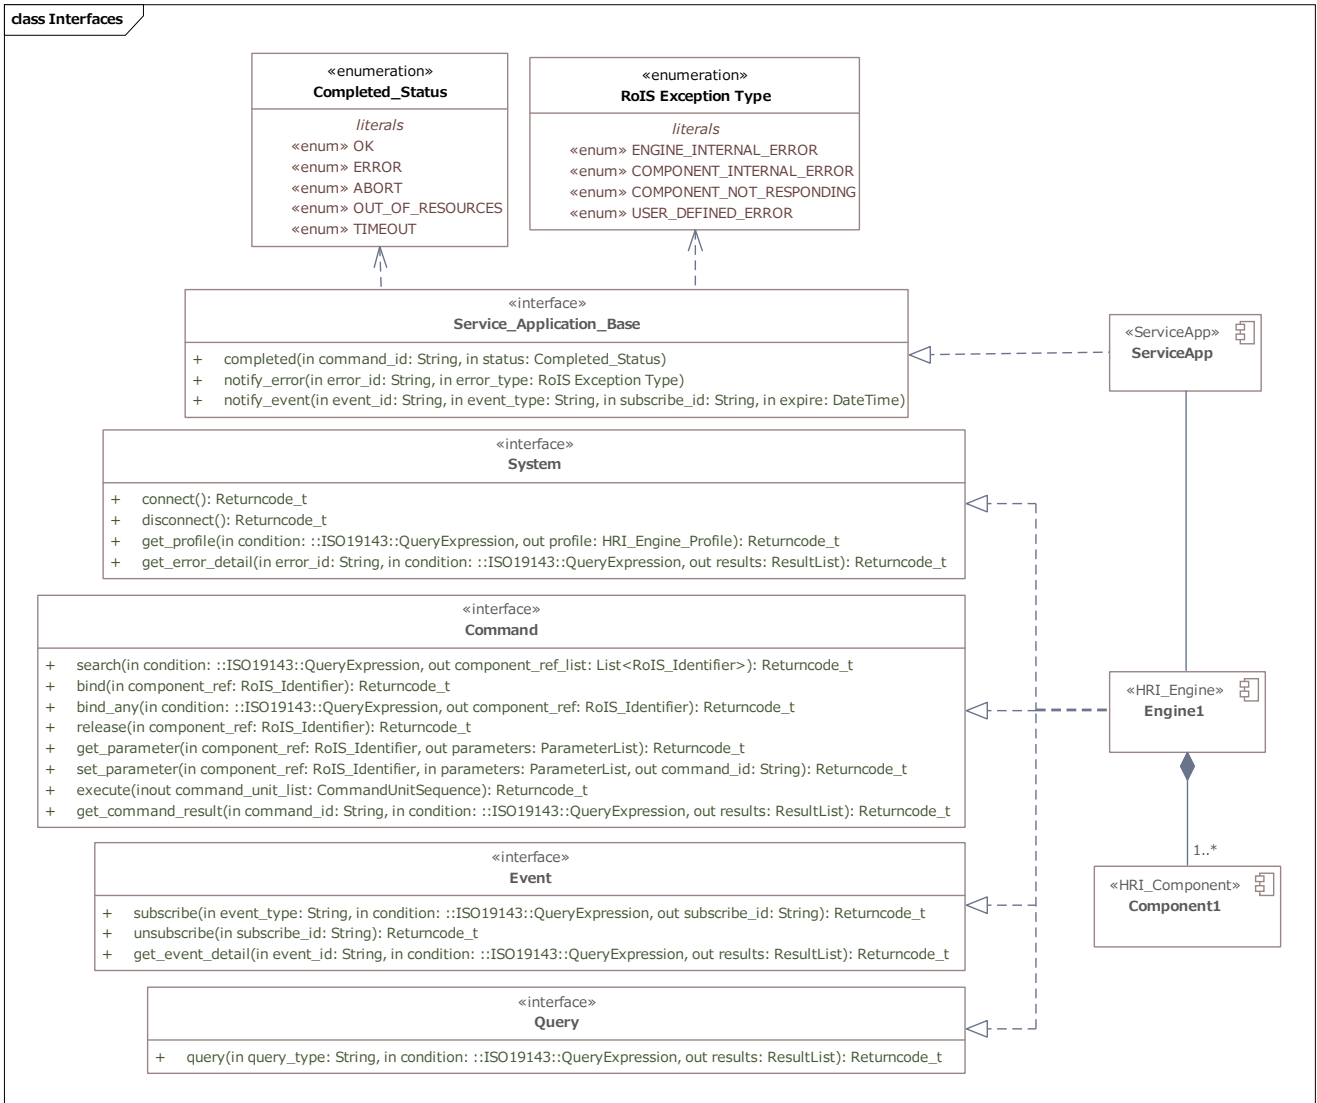 class Interfaces
«enumeration»
Completed_Status
literals
«enum» OK
«enum» ERROR
«enum» ABORT
«enum» OUT_OF_RESOURCES
«enum» TIMEOUT
«enumeration»
RoIS Exception Type
literals
«enum» ENGINE_INTERNAL_ERROR
«enum» COMPONENT_INTERNAL_ERROR
«enum» COMPONENT_NOT_RESPONDING
«enum» USER_DEFINED_ERROR
«interface»
Service_Application_Base
+ completed(in command_id: String, in status: Completed_Status)
+ notify_error(in error_id: String, in error_type: RoIS Exception Type)
+ notify_event(in event_id: String, in event_type: String, in subscribe_id: String, in expire: DateTime)
«ServiceApp»
ServiceApp
«interface»
System
+ connect(): Returncode_t
+ disconnect(): Returncode_t
+ get_profile(in condition: ::ISO19143::QueryExpression, out profile: HRI_Engine_Profile): Returncode_t
+ get_error_detail(in error_id: String, in condition: ::ISO19143::QueryExpression, out results: ResultList): Returncode_t
«interface»
Command
+ search(in condition: ::ISO19143::QueryExpression, out component_ref_list: List<RoIS_Identifier>): Returncode_t
+ bind(in component_ref: RoIS_Identifier): Returncode_t
+ bind_any(in condition: ::ISO19143::QueryExpression, out component_ref: RoIS_Identifier): Returncode_t
+ release(in component_ref: RoIS_Identifier): Returncode_t
+ get_parameter(in component_ref: RoIS_Identifier, out parameters: ParameterList): Returncode_t
+ set_parameter(in component_ref: RoIS_Identifier, in parameters: ParameterList, out command_id: String): Returncode_t
+ execute(inout command_unit_list: CommandUnitSequence): Returncode_t
+ get_command_result(in command_id: String, in condition: ::ISO19143::QueryExpression, out results: ResultList): Returncode_t
«HRI_Engine»
Engine1
1..*
«HRI_Component»
Component1
«interface»
Event
+ subscribe(in event_type: String, in condition: ::ISO19143::QueryExpression, out subscribe_id: String): Returncode_t
+ unsubscribe(in subscribe_id: String): Returncode_t
+ get_event_detail(in event_id: String, in condition: ::ISO19143::QueryExpression, out results: ResultList): Returncode_t
«interface»
Query
+ query(in query_type: String, in condition: ::ISO19143::QueryExpression, out results: ResultList): Returncode_t